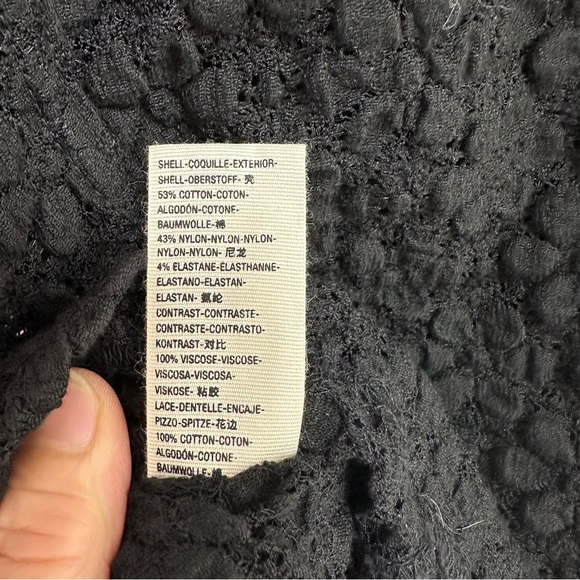 SHELL-COQUILLE-EXTERIOR-
SHELL-OBERSTOFF- 壳
53% COTTON-COTON-
ALGODÓN-COTONE-
BAUMWOLLE-棉
43% NYLON-NYLON-NYLON-
NYLON-NYLON- 尼龙
4% ELASTANE-ÉLASTHANNE-
ELASTANO-ELASTAN-
ELASTAN- 氨纶
CONTRAST-CONTRASTE-
CONTRASTE-CONTRASTO-
KONTRAST-对比
100% VISCOSE-VISCOSE-
VISCOSA-VISCOSA-
VISKOSE- 粘胶
LACE-DENTELLE-ENCAJE-
PIZZO-SPITZE-花边
100% COTTON-COTON-
ALGODÓN-COTONE-
BAUMWOLLE-棉